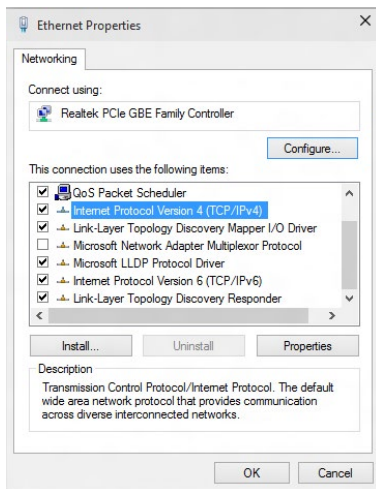 Ethernet Properties
Networking
Connect using:
Realtek PCIe GBE Family Controller
Configure...
This connection uses the following items:
QoS Packet Scheduler
Internet Protocol Version 4 (TCP/IPv4)
Link-Layer Topology Discovery Mapper I/O Driver
Microsoft Network Adapter Multiplexor Protocol
Microsoft LLDP Protocol Driver
Internet Protocol Version 6 (TCP/IPv6)
Link-Layer Topology Discovery Responder
Install... Uninstall Properties
Description
Transmission Control Protocol/Internet Protocol. The default
wide area network protocol that provides communication
across diverse interconnected networks.
OK Cancel